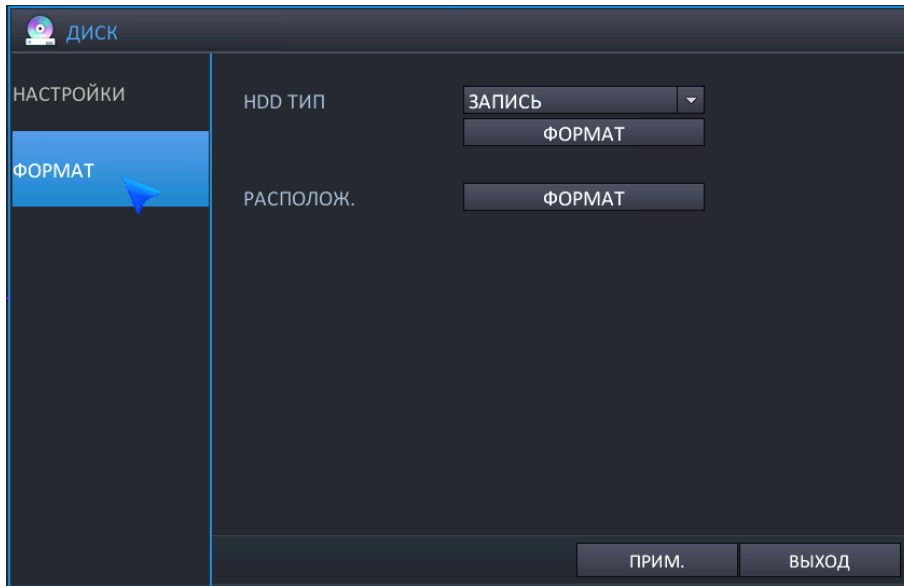 ДИСК
НАСТРОЙКИ
ФОРМАТ
HDD ТИП
ЗАПИСЬ
ФОРМАТ
РАСПОЛОЖ.
ФОРМАТ
ПРИМ.
ВЫХОД